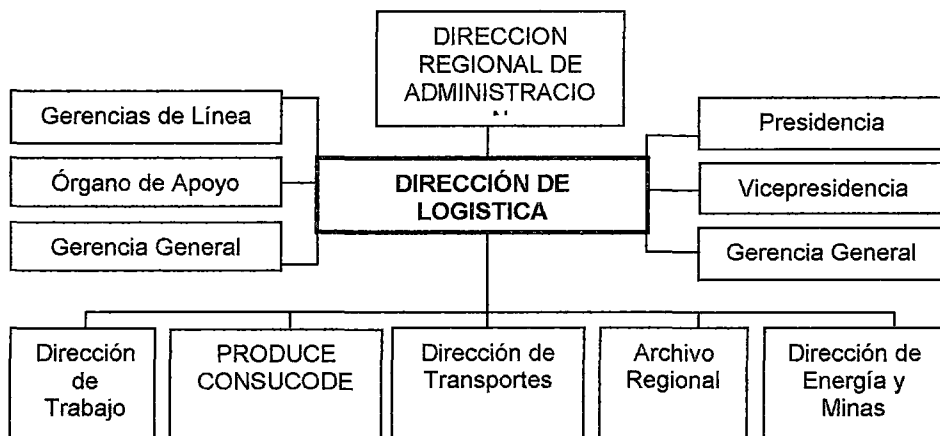 DIRECCION
REGIONAL DE
ADMINISTRACIO
Gerencias de Línea
Presidencia
Órgano de Apoyo
DIRECCIÓN DE
LOGISTICA
Vicepresidencia
Gerencia General
Gerencia General
Dirección
de
Trabajo
PRODUCE
CONSUCODE
Dirección de
Transportes
Archivo
Regional
Dirección de
Energía y
Minas